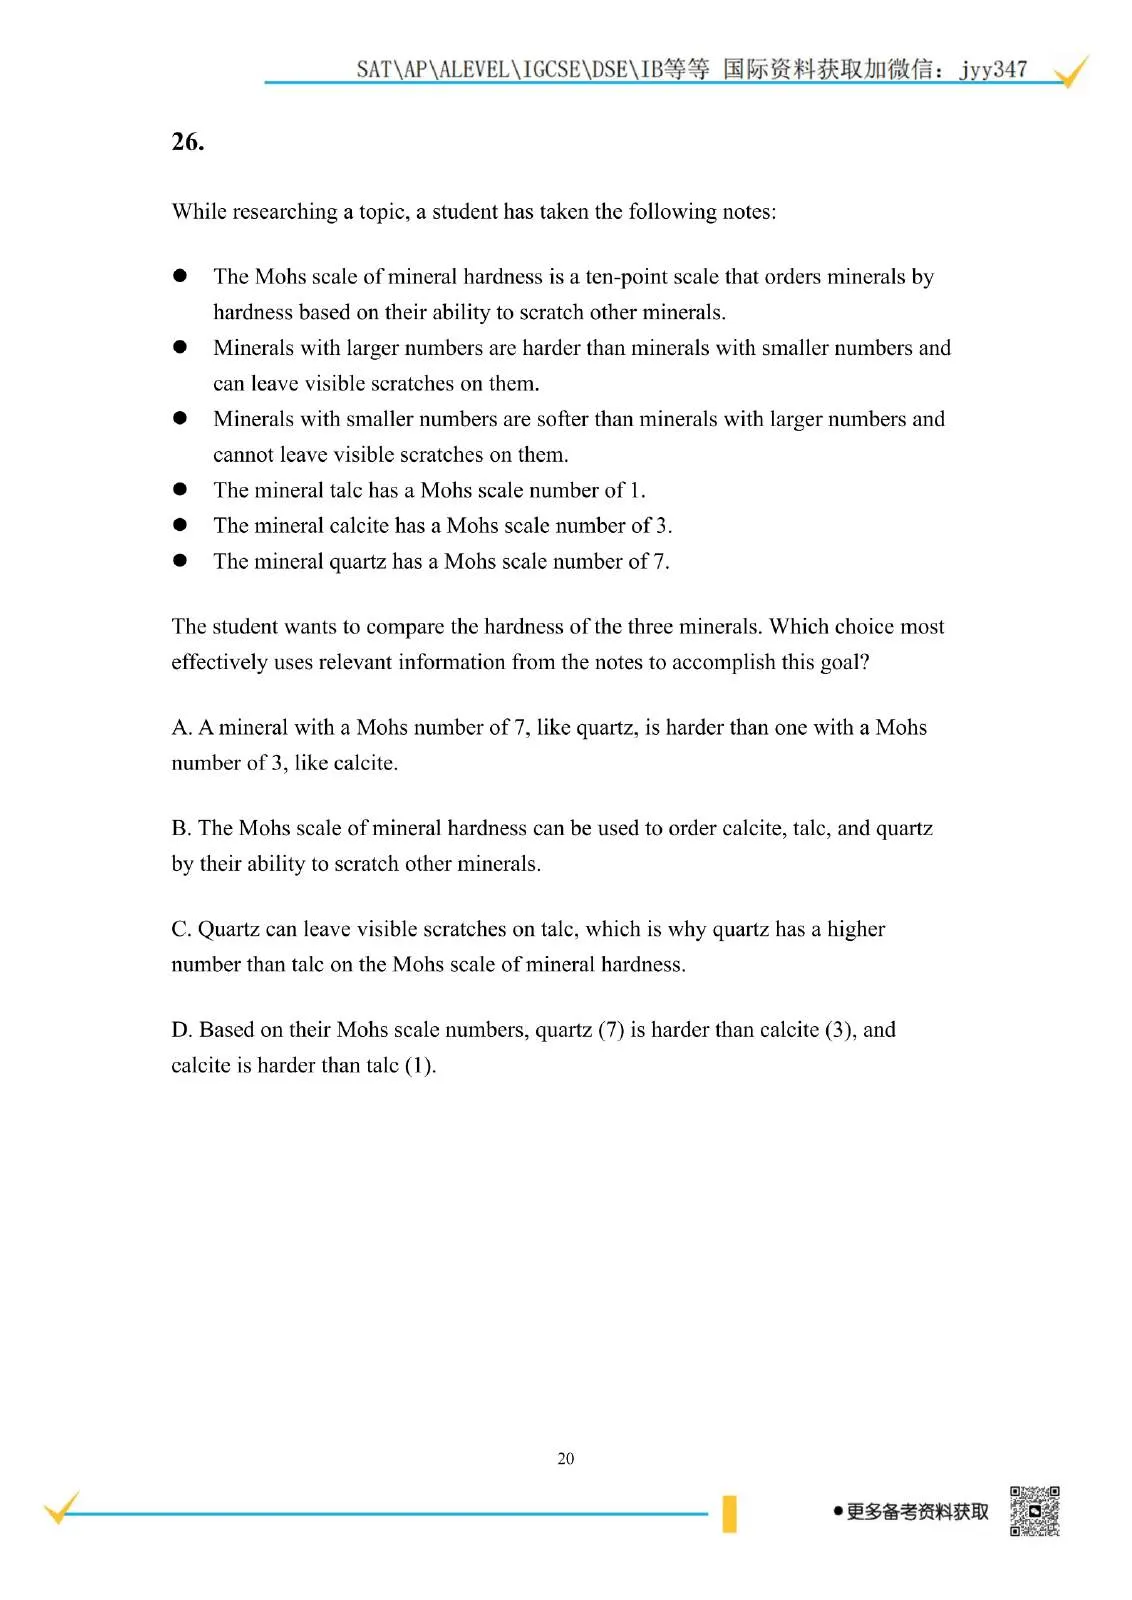 SAT\AP\ALEVEL\IGCSE\DSE\IB等等 国际资料获取加微信：jyy347
26.
While researching a topic, a student has taken the following notes:
● The Mohs scale of mineral hardness is a ten-point scale that orders minerals by
hardness based on their ability to scratch other minerals.
● Minerals with larger numbers are harder than minerals with smaller numbers and
can leave visible scratches on them.
● Minerals with smaller numbers are softer than minerals with larger numbers and
cannot leave visible scratches on them.
● The mineral talc has a Mohs scale number of 1.
● The mineral calcite has a Mohs scale number of 3.
● The mineral quartz has a Mohs scale number of 7.
The student wants to compare the hardness of the three minerals. Which choice most
effectively uses relevant information from the notes to accomplish this goal?
A. A mineral with a Mohs number of 7, like quartz, is harder than one with a Mohs
number of 3, like calcite.
B. The Mohs scale of mineral hardness can be used to order calcite, talc, and quartz
by their ability to scratch other minerals.
C. Quartz can leave visible scratches on talc, which is why quartz has a higher
number than talc on the Mohs scale of mineral hardness.
D. Based on their Mohs scale numbers, quartz (7) is harder than calcite (3), and
calcite is harder than talc (1).
20
●更多备考资料获取